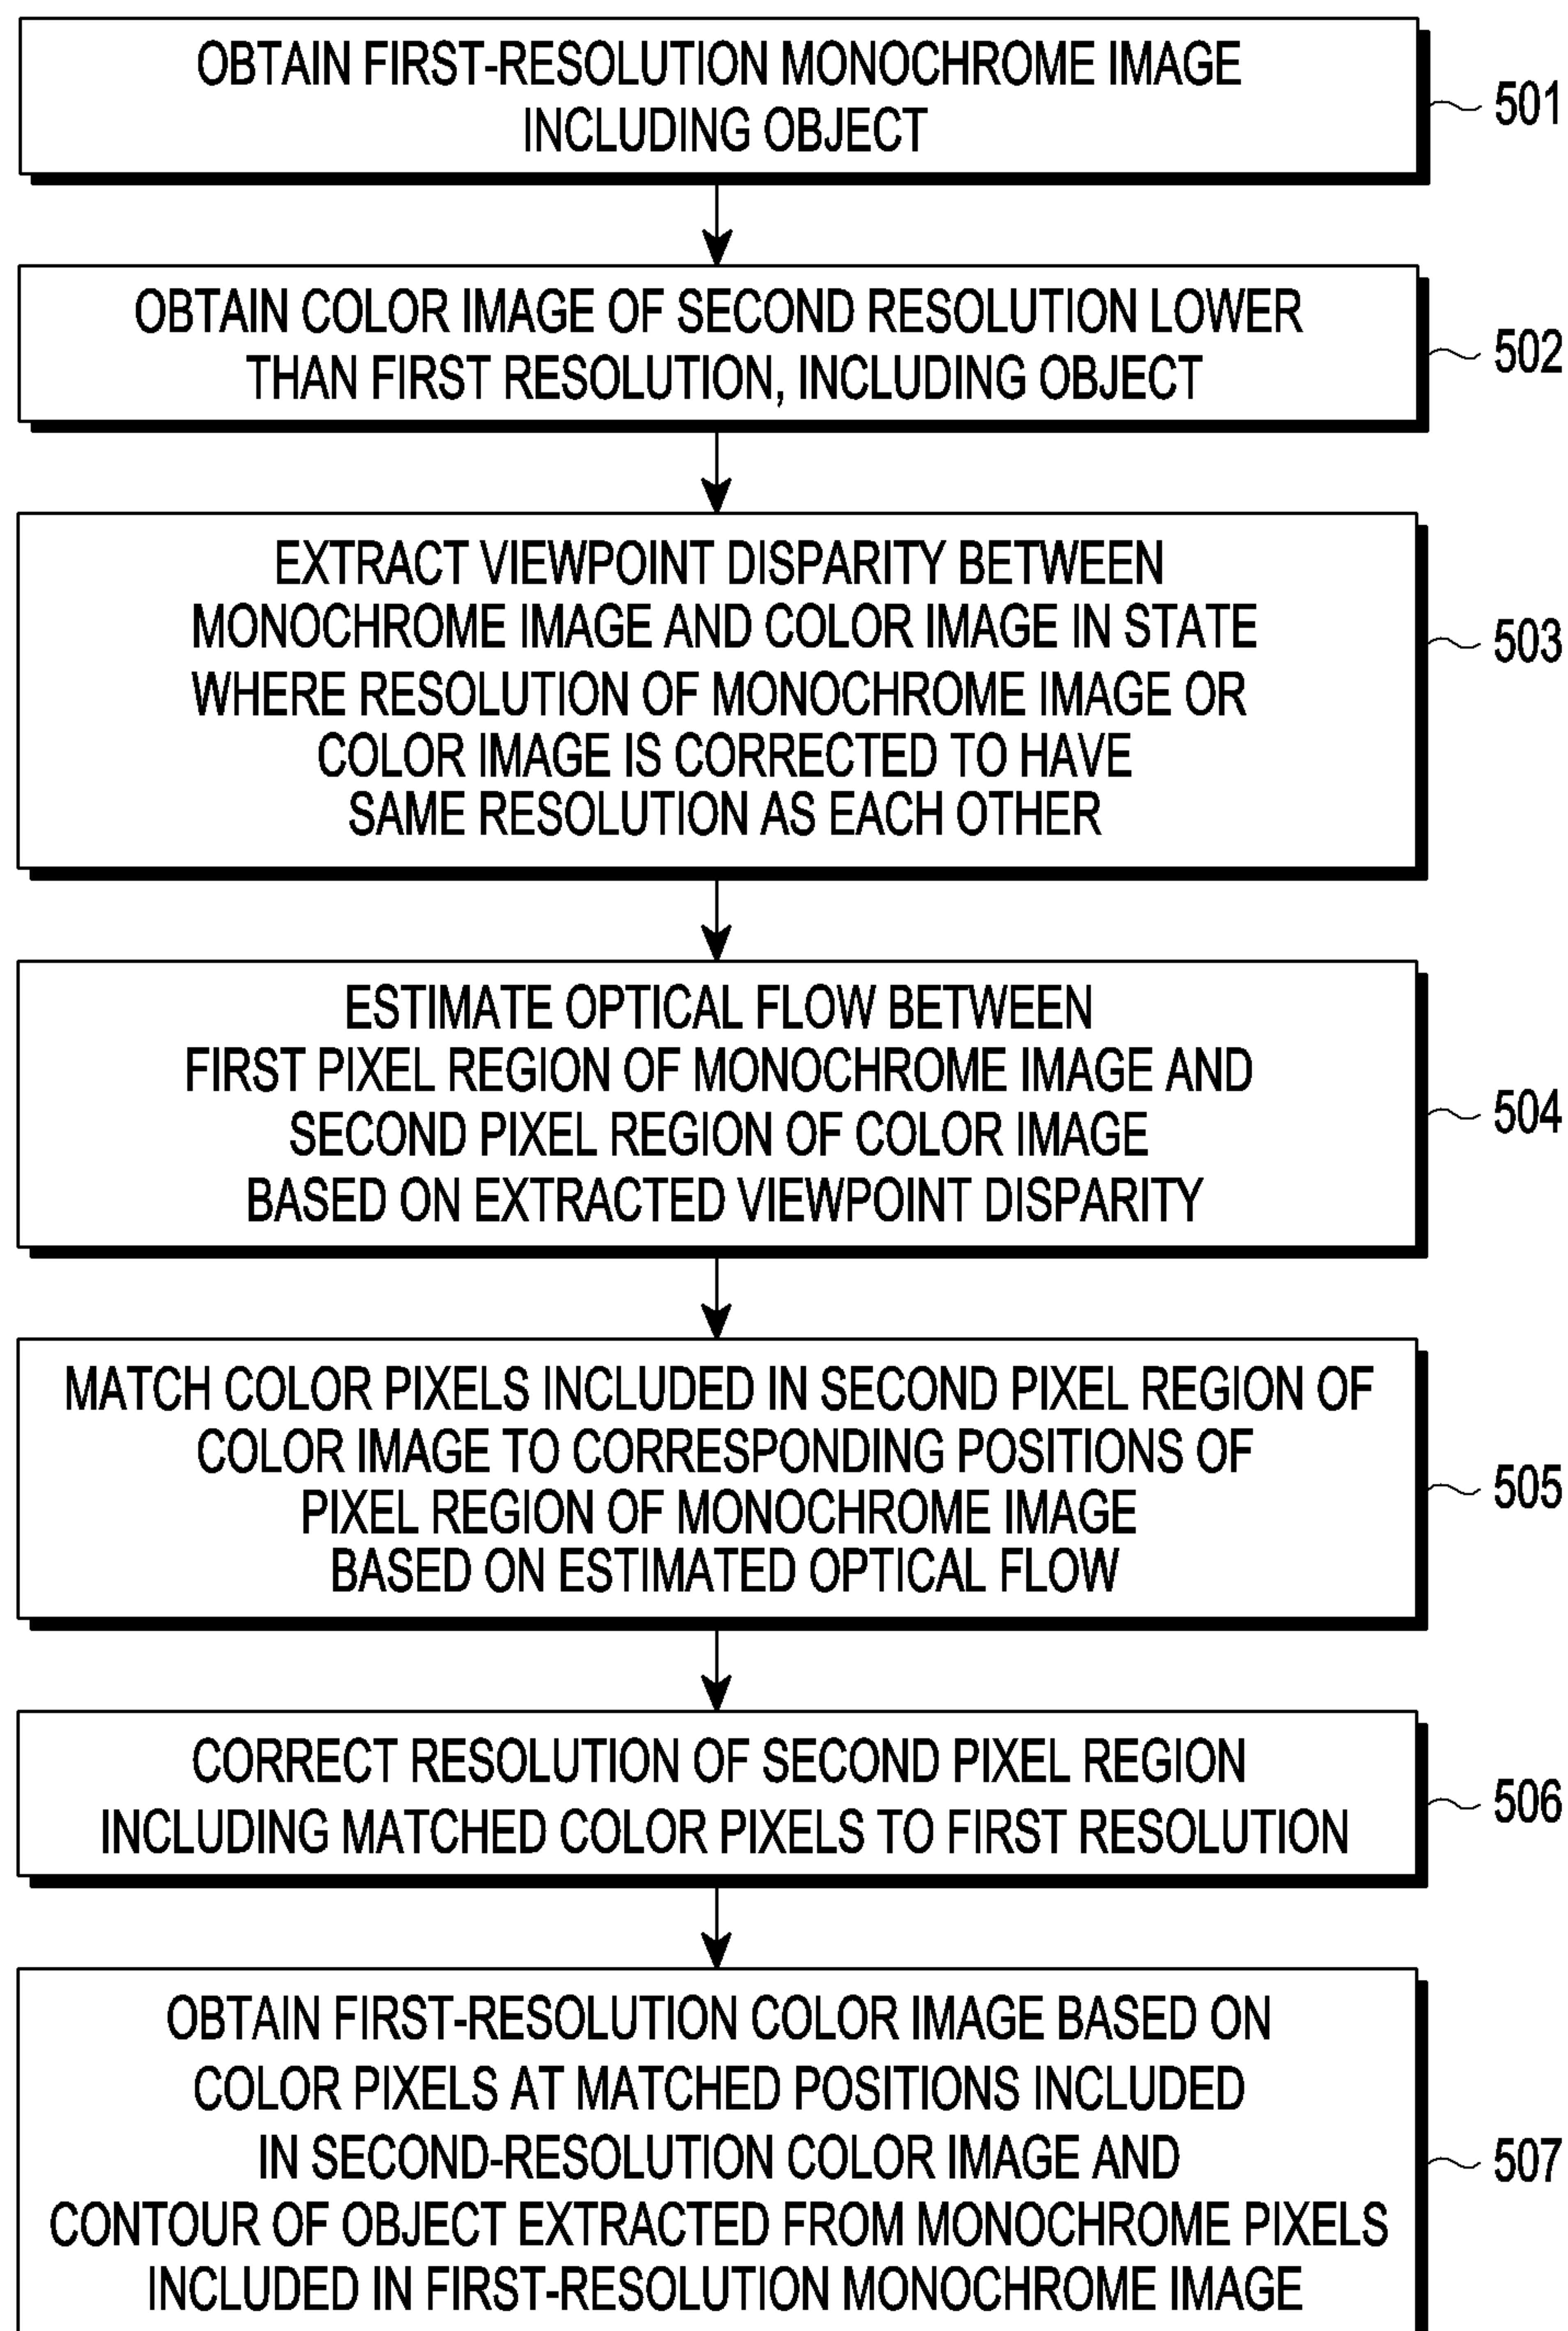 OBTAIN FIRST-RESOLUTION MONOCHROME IMAGE
INCLUDING OBJECT
501
OBTAIN COLOR IMAGE OF SECOND RESOLUTION LOWER
THAN FIRST RESOLUTION, INCLUDING OBJECT
502
EXTRACT VIEWPOINT DISPARITY BETWEEN
MONOCHROME IMAGE AND COLOR IMAGE IN STATE
WHERE RESOLUTION OF MONOCHROME IMAGE OR
COLOR IMAGE IS CORRECTED TO HAVE
SAME RESOLUTION AS EACH OTHER
503
ESTIMATE OPTICAL FLOW BETWEEN
FIRST PIXEL REGION OF MONOCHROME IMAGE AND
SECOND PIXEL REGION OF COLOR IMAGE
BASED ON EXTRACTED VIEWPOINT DISPARITY
504
MATCH COLOR PIXELS INCLUDED IN SECOND PIXEL REGION OF
COLOR IMAGE TO CORRESPONDING POSITIONS OF
PIXEL REGION OF MONOCHROME IMAGE
BASED ON ESTIMATED OPTICAL FLOW
505
CORRECT RESOLUTION OF SECOND PIXEL REGION
INCLUDING MATCHED COLOR PIXELS TO FIRST RESOLUTION
506
OBTAIN FIRST-RESOLUTION COLOR IMAGE BASED ON
COLOR PIXELS AT MATCHED POSITIONS INCLUDED
IN SECOND-RESOLUTION COLOR IMAGE AND
CONTOUR OF OBJECT EXTRACTED FROM MONOCHROME PIXELS
INCLUDED IN FIRST-RESOLUTION MONOCHROME IMAGE
507